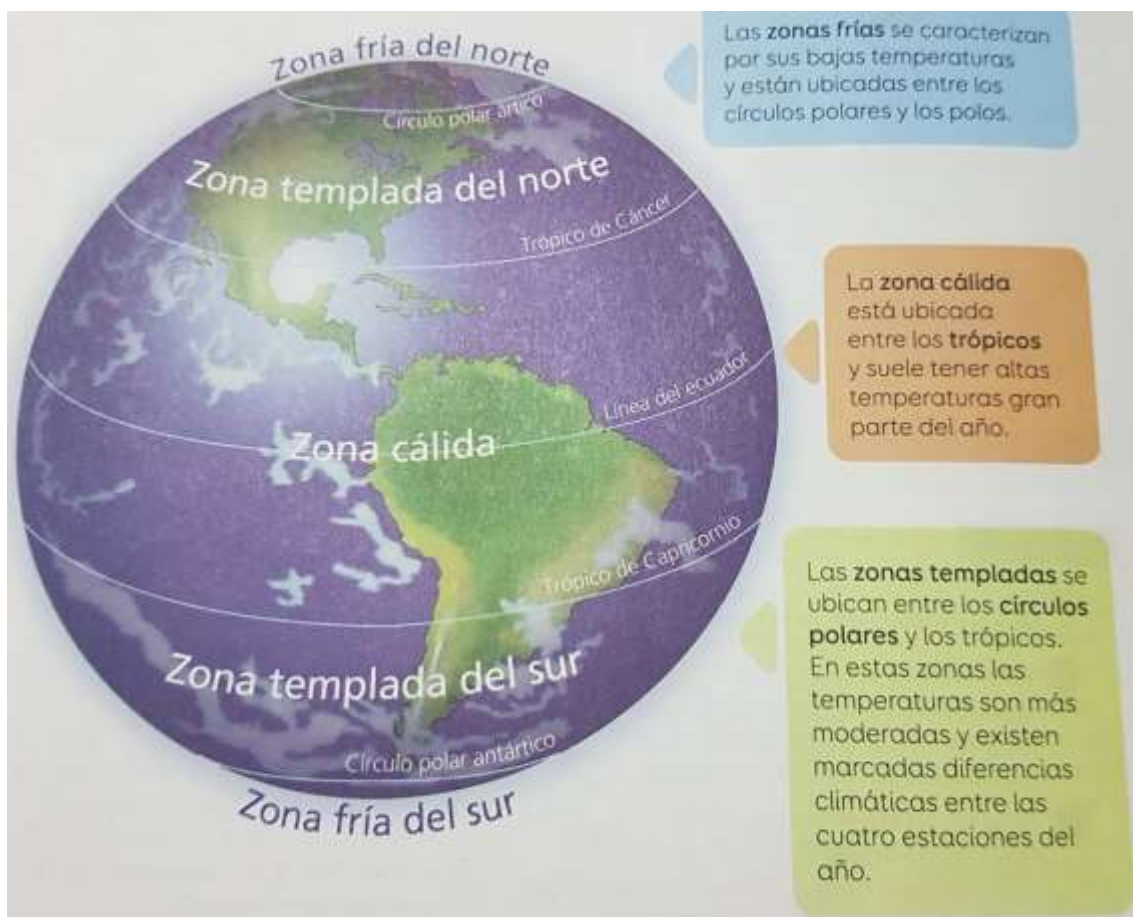 Zona fría del norte
Círculo polar ártico
Zona templada del norte
Trópico de Cáncer
Línea del ecuador
Zona cálida
Trópico de Capricornio
Zona templada del sur
Círculo polar antártico
Zona fría del sur
Las zonas frías se caracterizan
por sus bajas temperaturas
y están ubicadas entre los
círculos polares y los polos.
La zona cálida
está ubicada
entre los trópicos
y suele tener altas
temperaturas gran
parte del año.
Las zonas templadas se
ubican entre los círculos
polares y los trópicos.
En estas zonas las
temperaturas son más
moderadas y existen
marcadas diferencias
climáticas entre las
cuatro estaciones del
año.